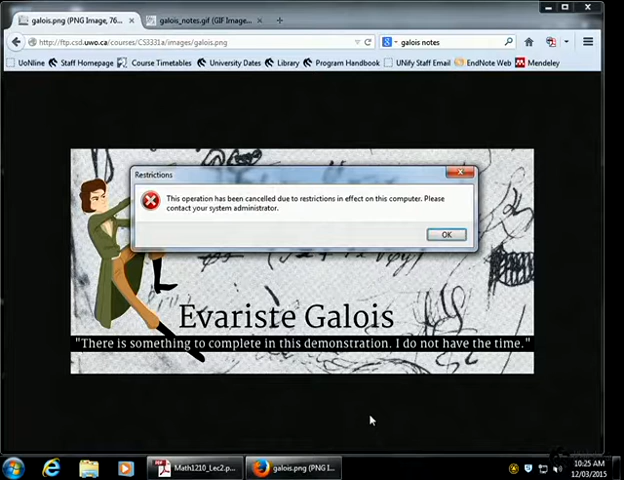 galois.png (PNG Image, 76...
galois_notes.gif (GIF Image...
http://ftp.csd.uwo.ca/courses/CS3331a/images/galois.png
galois notes
UoNline
Staff Homepage
Course Timetables
University Dates
Library
Program Handbook
UNify Staff Email
EndNote Web
Mendeley
Restrictions
This operation has been cancelled due to restrictions in effect on this computer. Please
contact your system administrator.
OK
Evariste Galois
"There is something to complete in this demonstration. I do not have the time."
Math1210_Lec2.p...
galois.png (PNG I...
10:25 AM
12/03/2015